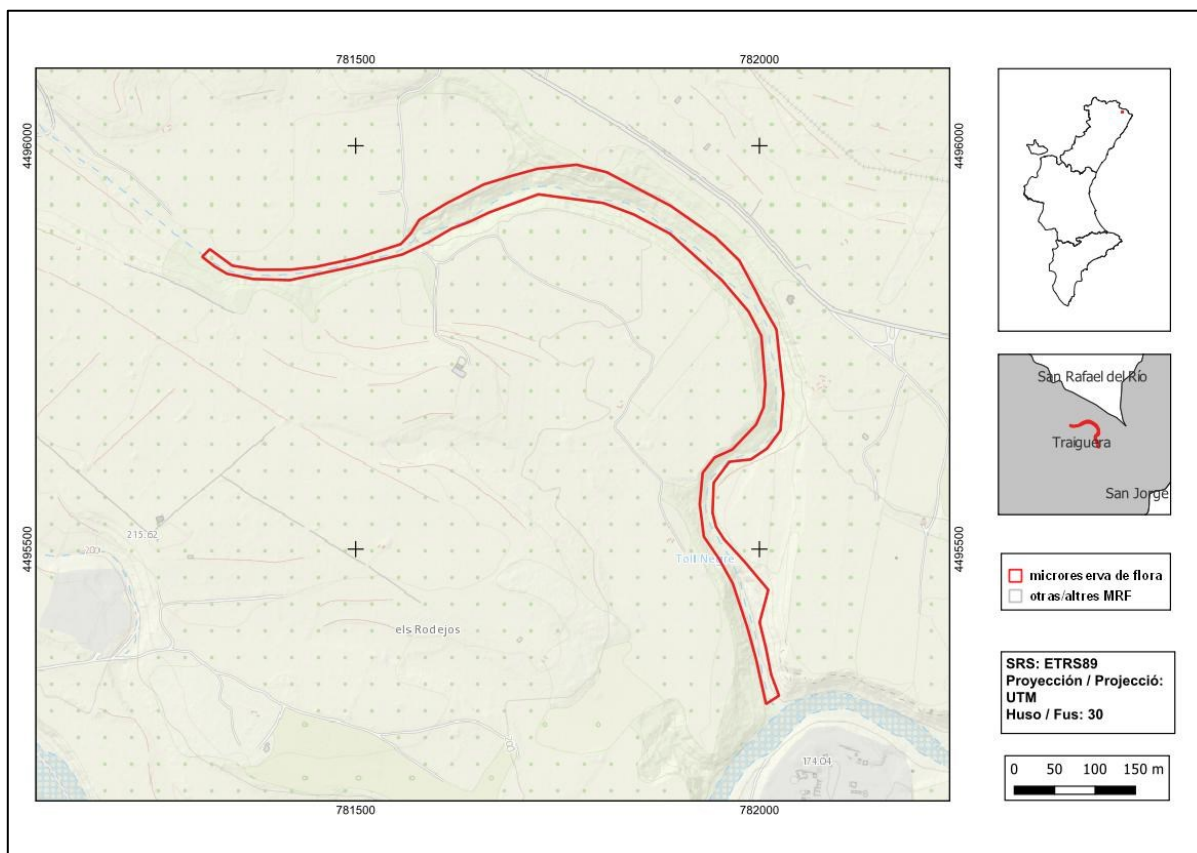 781500
782000
4496000
4496000
San Rafael del Río
Traiguera
San Jorge
215.62
200
4495500
4495500
Toll Negre
microreserva de flora
otras/altres MRF
els Rodejos
SRS: ETRS89
Proyección / Projecció:
UTM
Huso / Fus: 30
200
174.04
0 50 100 150 m
781500
782000